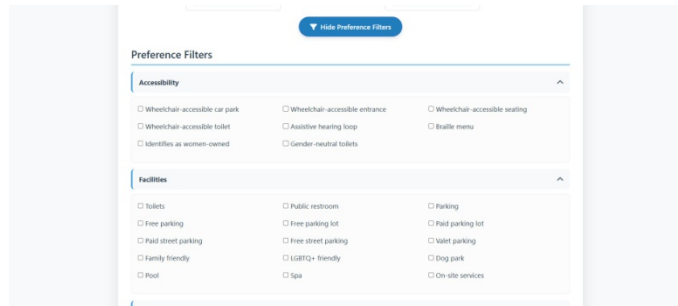 Hide Preference Filters
Preference Filters
Accessibility
Wheelchair-accessible car park Wheelchair-accessible entrance Wheelchair-accessible seating
Wheelchair-accessible toilet Assistive hearing loop Braille menu
Identifies as women-owned Gender-neutral toilets
Facilities
Toilets Public restroom Parking
Free parking Free parking lot Paid parking lot
Paid street parking Free street parking Valet parking
Family friendly LGBTQ+ friendly Dog park
Pool Spa On-site services